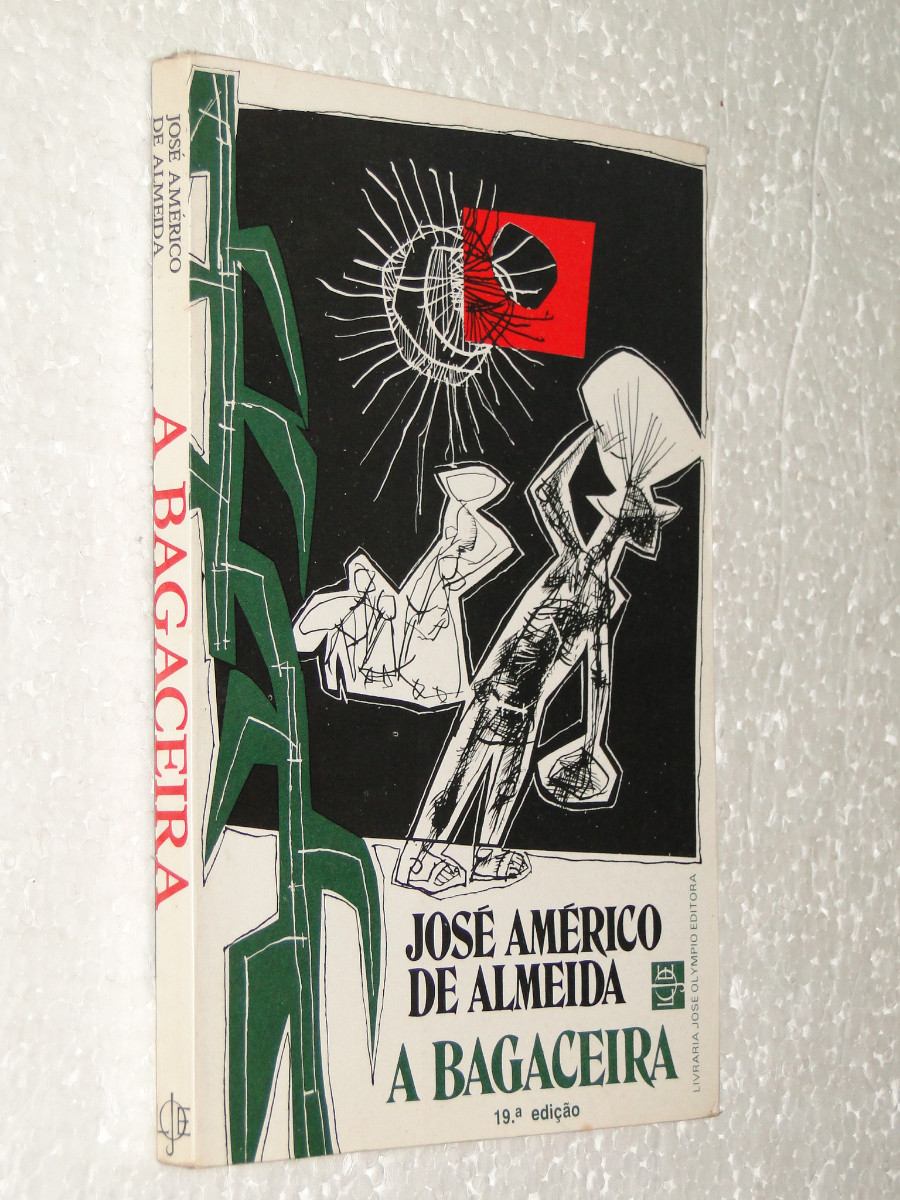 JOSÉ AMÉRICO
DE ALMEIDA
A BAGACEIRA
JOSÉ AMÉRICO
DE ALMEIDA
A BAGACEIRA
19.ª edição
LIVRARIA JOSÉ OLYMPIO EDITORA